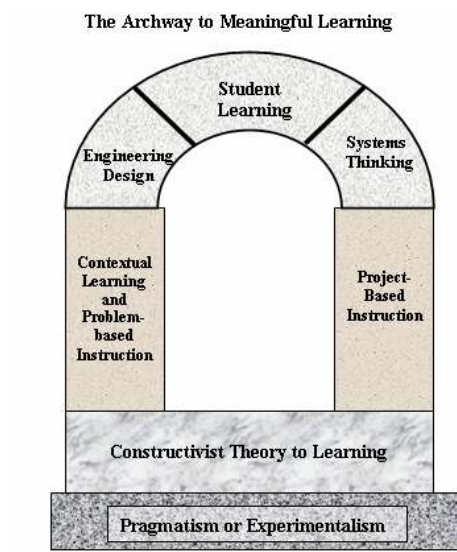 The Archway to Meaningful Learning
Student
Learning
Engineering
Design
Systems
Thinking
Contextual
Learning
and
Problem-
based
Instruction
Project-
Based
Instruction
Constructivist Theory to Learning
Pragmatism or Experimentalism